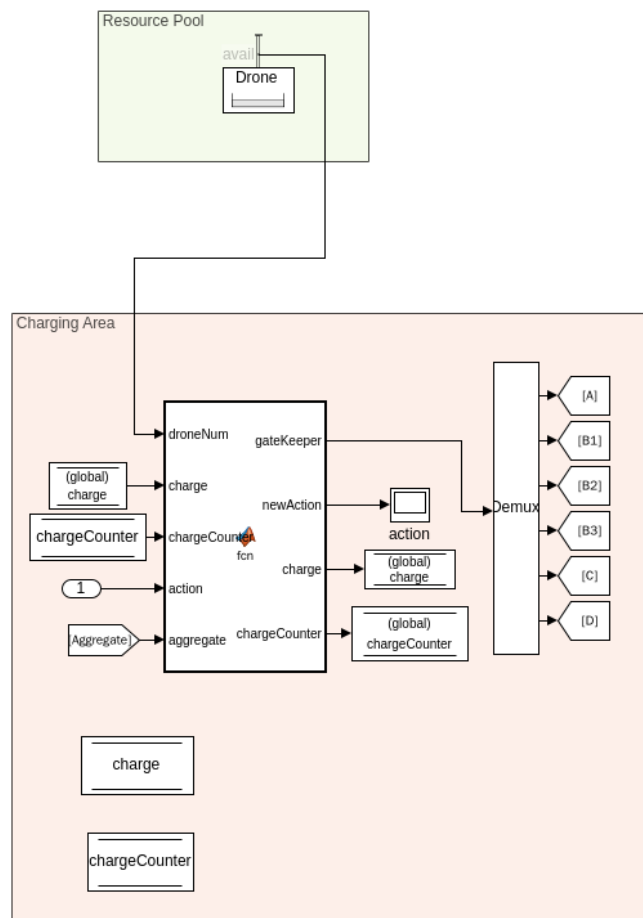 Resource Pool
avail
Drone
Charging Area
droneNum
charge
chargeCounter
action
aggregate
gateKeeper
newAction
charge
chargeCounter
fcn
(global)
charge
chargeCounter
1
[Aggregate]
action
(global)
charge
(global)
chargeCounter
Demux
[A]
[B1]
[B2]
[B3]
[C]
[D]
charge
chargeCounter